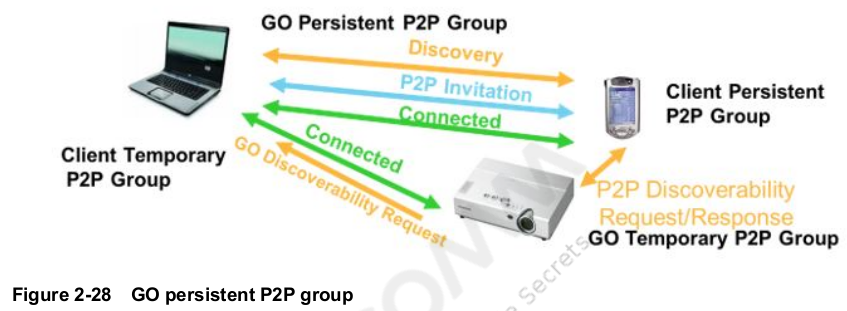 GO Persistent P2P Group
Discovery
P2P Invitation
Connected
Client Persistent
P2P Group
Client Temporary
P2P Group
Connected
GO Discoverability Request
P2P Discoverability
Request/Response
GO Temporary P2P Group
Secrets
Figure 2-28 GO persistent P2P group